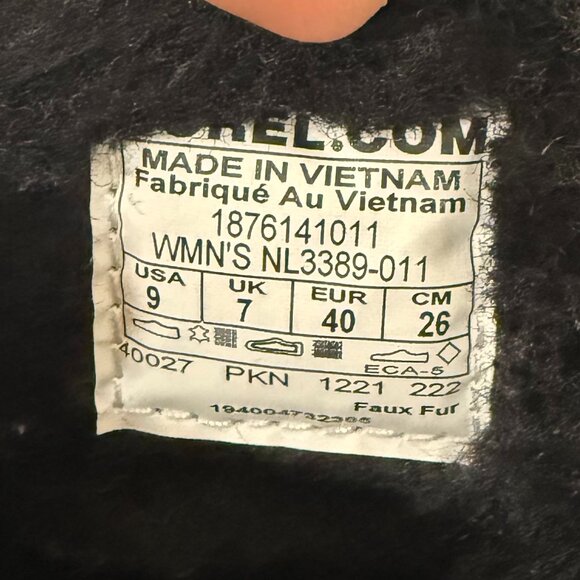 SOREL.COM
MADE IN VIETNAM
Fabriqué Au Vietnam
1876141011
WMN'S NL3389-011
USA UK EUR CM
9 7 40 26
ECA-5
40027 PKN 1221 222
Faux Fur